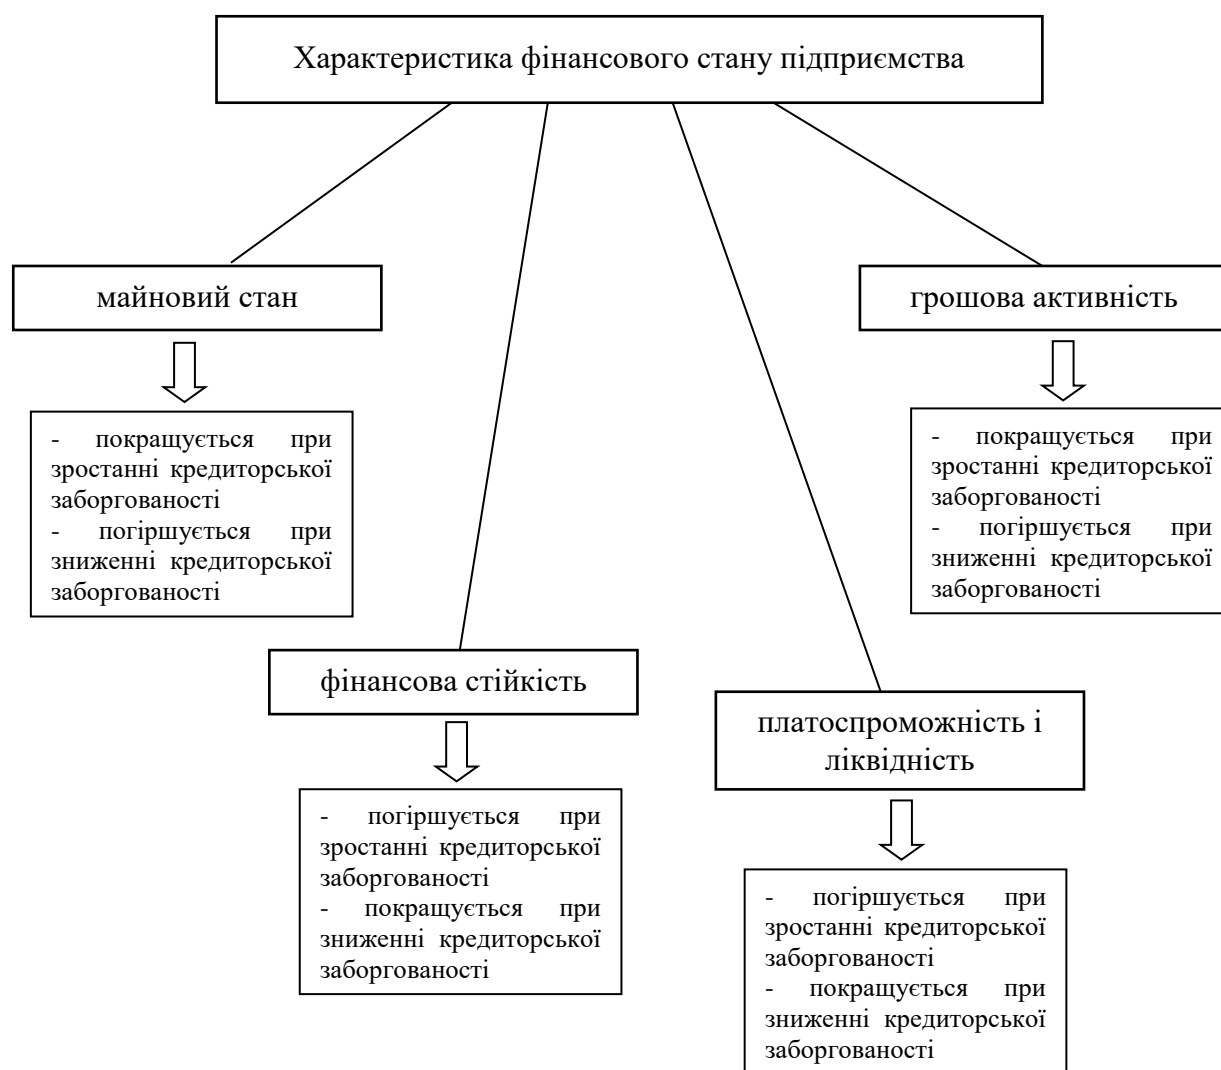 Характеристика фінансового стану підприємства
майновий стан
- покращується при
зростанні кредиторської
заборгованості
- погіршується при
зниженні кредиторської
заборгованості
грошова активність
- покращується при
зростанні кредиторської
заборгованості
- погіршується при
зниженні кредиторської
заборгованості
фінансова стійкість
- погіршується при
зростанні кредиторської
заборгованості
- покращується при
зниженні кредиторської
заборгованості
платоспроможність і
ліквідність
- погіршується при
зростанні кредиторської
заборгованості
- покращується при
зниженні кредиторської
заборгованості